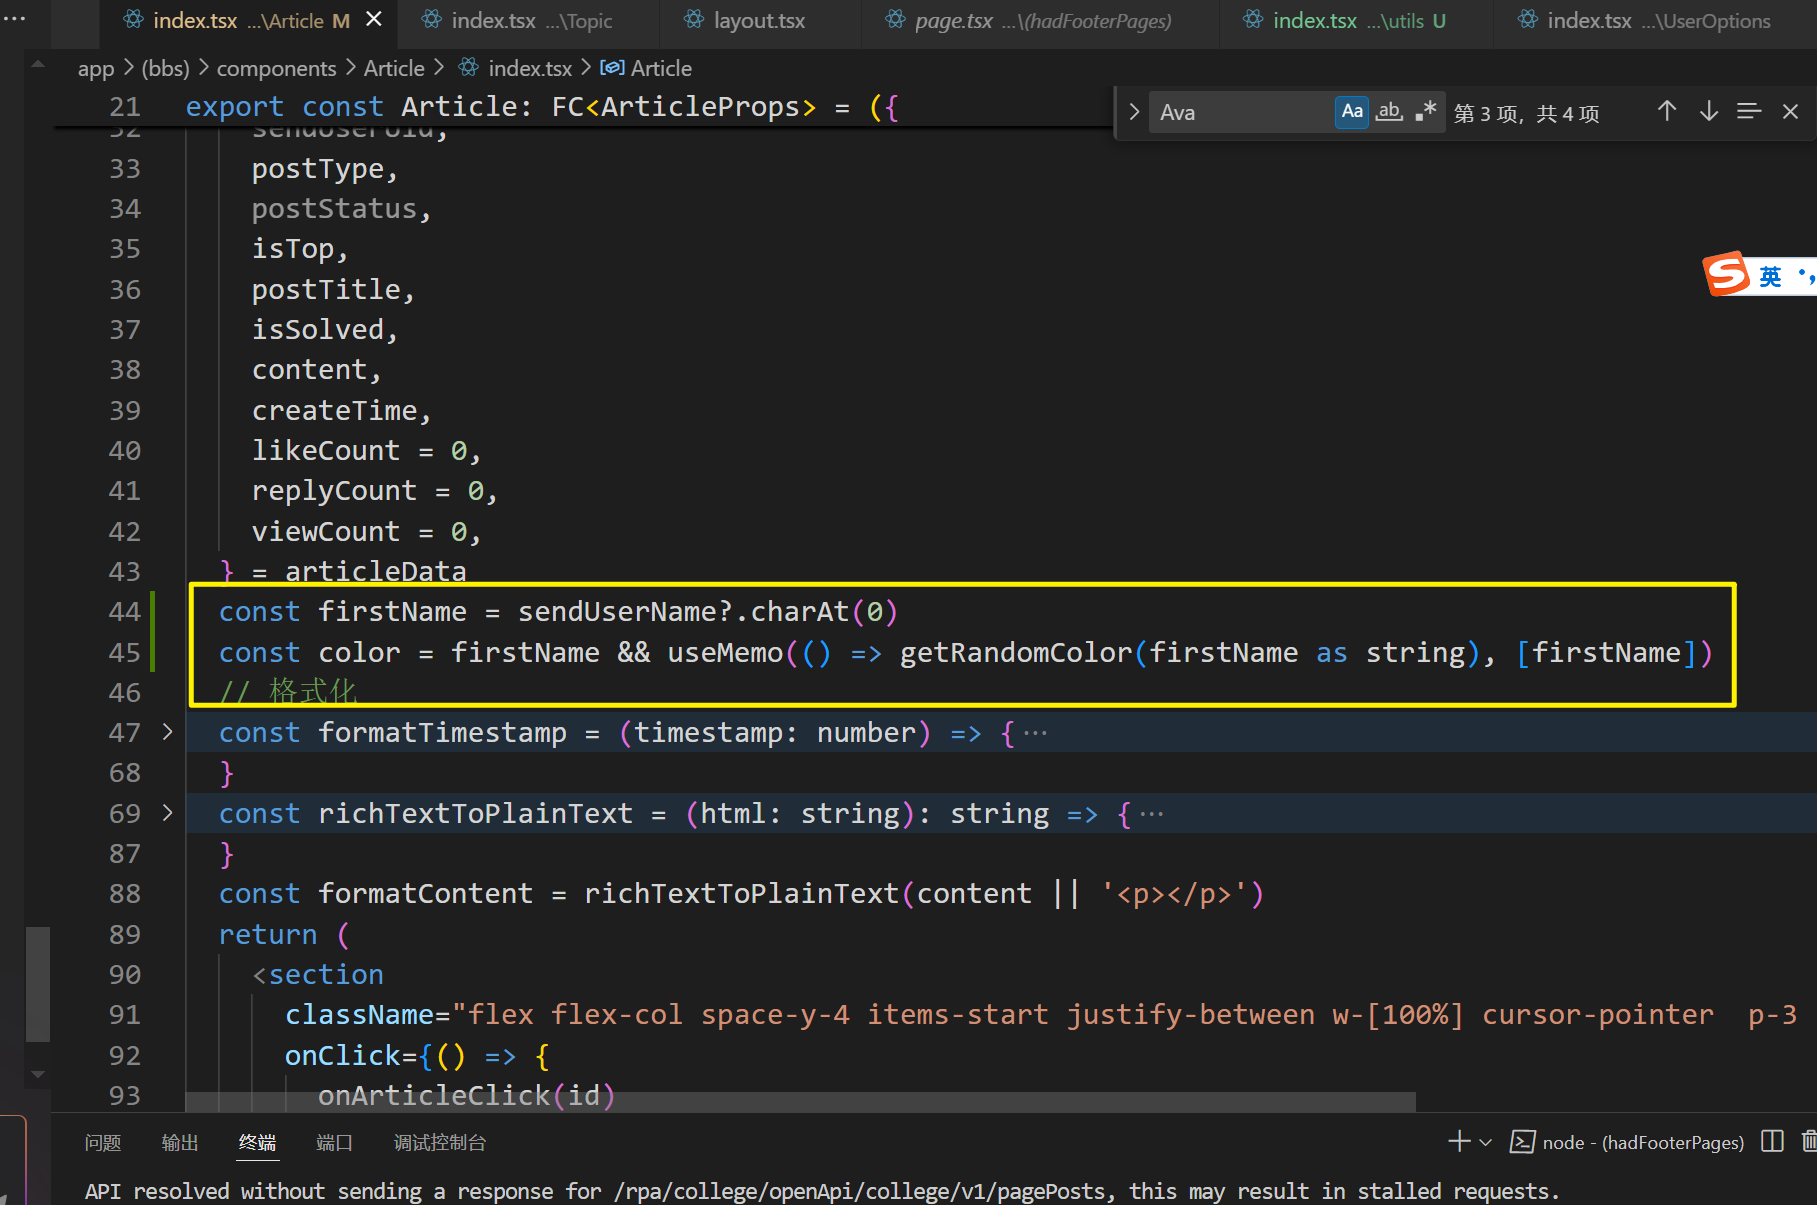 index.tsx ...\Article M
index.tsx ...\Topic
layout.tsx
page.tsx ...\(hadFooterPages)
index.tsx ...\utils U
index.tsx ...\UserOptions
app > (bbs) > components > Article > index.tsx > Article
21 export const Article: FC<ArticleProps> = ({
Ava Aa ab 第 3 项，共 4 项
32 sendUserUid,
33 postType,
34 postStatus,
35 isTop,
36 postTitle,
37 isSolved,
38 content,
39 createTime,
40 likeCount = 0,
41 replyCount = 0,
42 viewCount = 0,
43 } = articleData
44 const firstName = sendUserName?.charAt(0)
45 const color = firstName && useMemo(() => getRandomColor(firstName as string), [firstName])
46 // 格式化
47 const formatTimestamp = (timestamp: number) => {···
68 }
69 const richTextToPlainText = (html: string): string => {···
87 }
88 const formatContent = richTextToPlainText(content || '<p></p>')
89 return (
90 <section
91 className="flex flex-col space-y-4 items-start justify-between w-[100%] cursor-pointer  p-3
92 onClick={() => {
93 onArticleClick(id)
S 英
问题 输出 终端 端口 调试控制台
node - (hadFooterPages)
API resolved without sending a response for /rpa/college/openApi/college/v1/pagePosts, this may result in stalled requests.